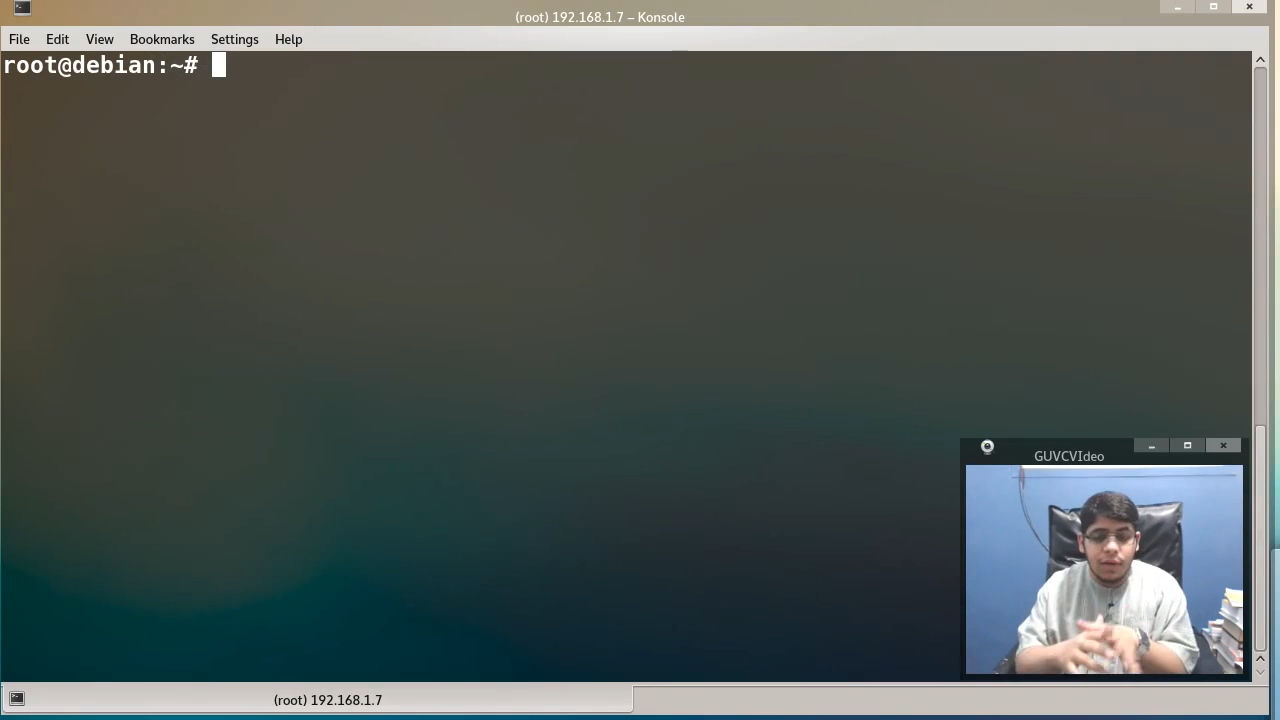 (root) 192.168.1.7 – Konsole
File Edit View Bookmarks Settings Help
root@debian:~#
GUVCVIdeo
(root) 192.168.1.7